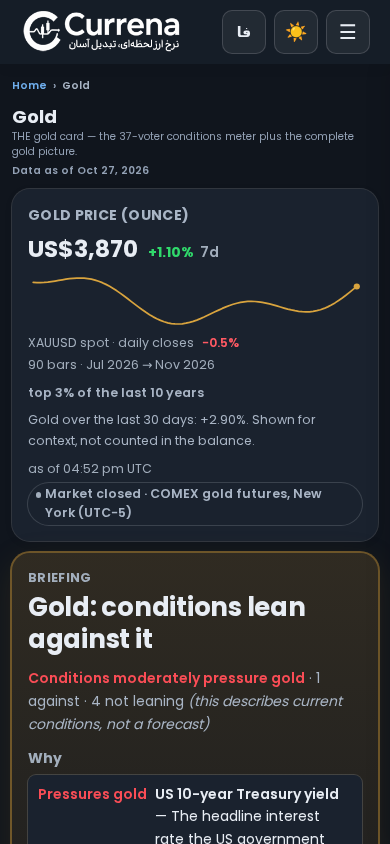 Currena
نرخ ارز لحظه‌ای، تبدیل آسان
فا
Home › Gold
Gold
THE gold card — the 37-voter conditions meter plus the complete
gold picture.
Data as of Oct 27, 2026
GOLD PRICE (OUNCE)
US$3,870 +1.10% 7d
XAUUSD spot · daily closes -0.5%
90 bars · Jul 2026 → Nov 2026
top 3% of the last 10 years
Gold over the last 30 days: +2.90%. Shown for
context, not counted in the balance.
as of 04:52 pm UTC
Market closed · COMEX gold futures, New
York (UTC-5)
BRIEFING
Gold: conditions lean
against it
Conditions moderately pressure gold · 1
against · 4 not leaning (this describes current
conditions, not a forecast)
Why
Pressures gold US 10-year Treasury yield
— The headline interest
rate the US government